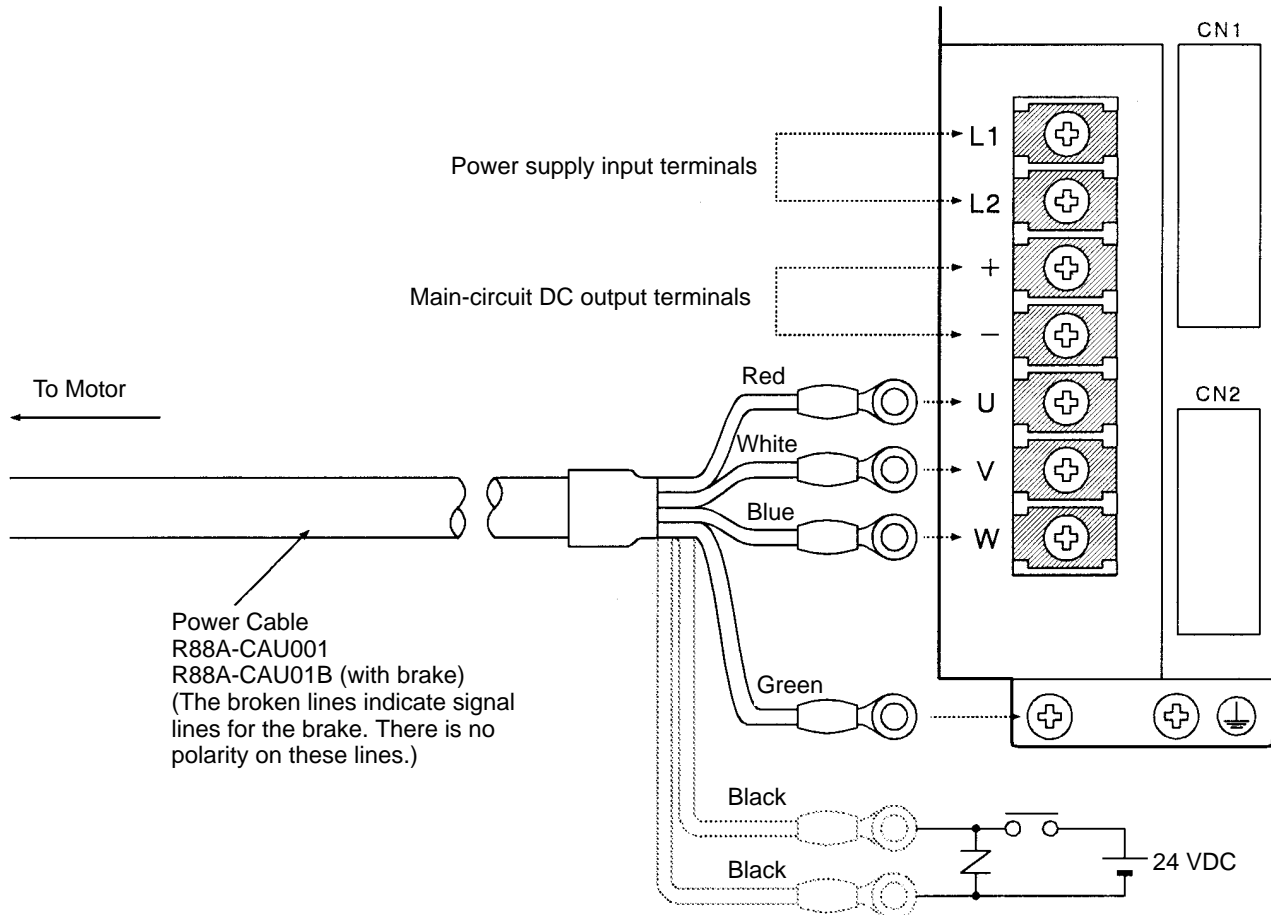 CN1
L1
Power supply input terminals
L2
+
Main-circuit DC output terminals
−
To Motor
Red
U
CN2
White
V
Blue
W
Power Cable
R88A-CAU001
R88A-CAU01B (with brake)
(The broken lines indicate signal
lines for the brake. There is no
polarity on these lines.)
Green
Black
24 VDC
Black